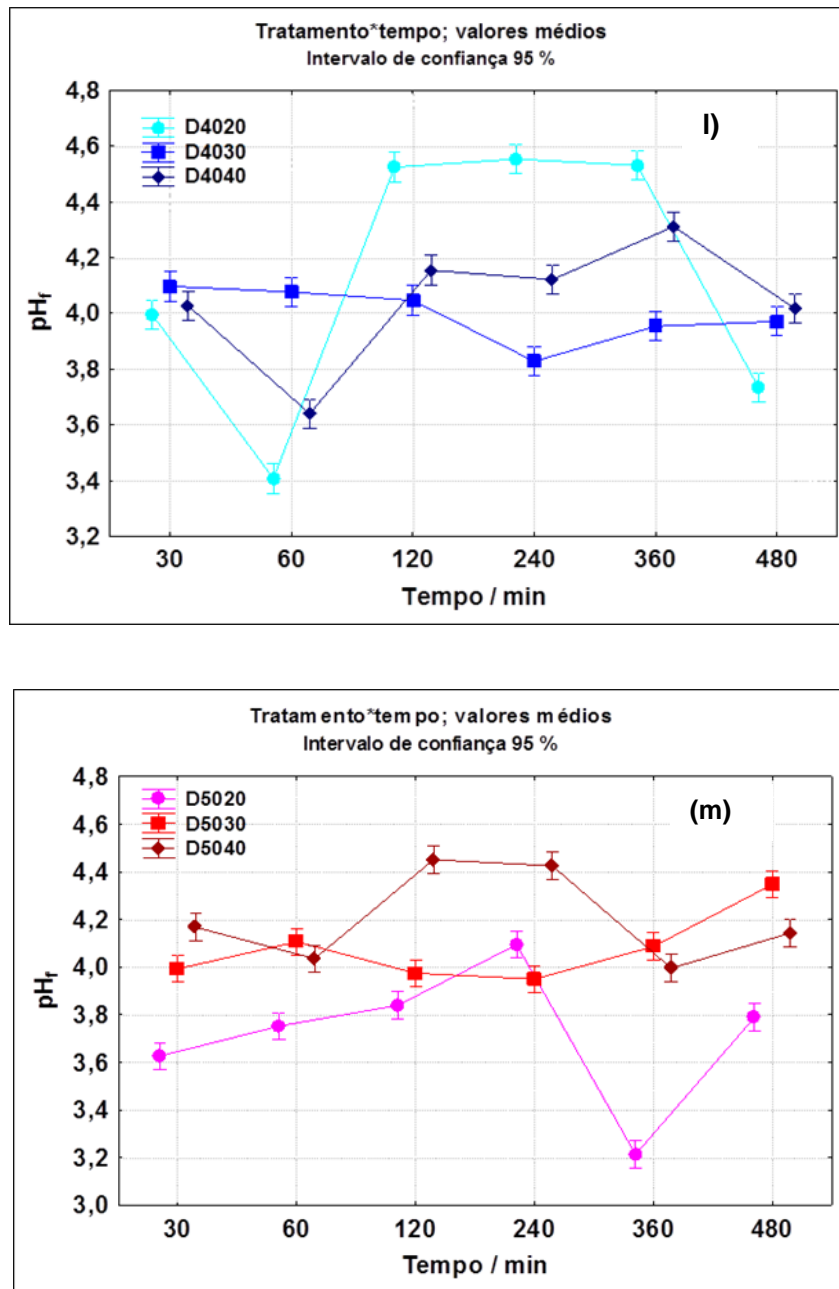 Tratamento*tempo; valores médios
Intervalo de confiança 95 %
4,8
4,6
4,4
4,2
4,0
3,8
3,6
3,4
3,2
pHf
D4020
D4030
D4040
l)
30 60 120 240 360 480
Tempo / min
Tratamento*tempo; valores médios
Intervalo de confiança 95 %
4,8
4,6
4,4
4,2
4,0
3,8
3,6
3,4
3,2
3,0
pHf
D5020
D5030
D5040
(m)
30 60 120 240 360 480
Tempo / min